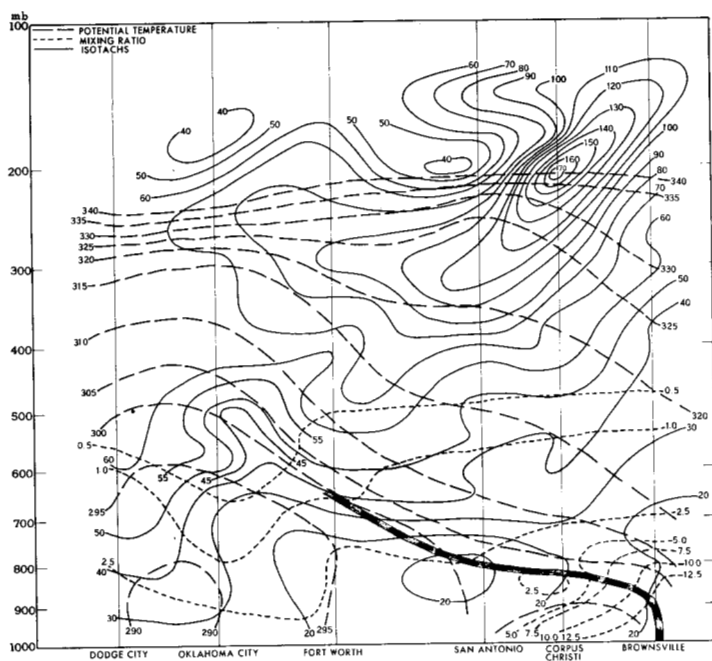 mb
100
POTENTIAL TEMPERATURE
MIXING RATIO
ISOTACHS
60 70 80 90 100 110
120
40
50 50 130 100
40 140
150 90
50 40 160 80
200 60 170 340
70 335
340
335 60
330
325
320 330
300 50
315 40
325
310
400
305 0.5
320
500 30
300 55 1.0
0.5 45
60
1.0 55 45
600
295 20
2.5
700 50
5.0
7.5
2.5 10.0
800 40 12.5
2.5
20 20
900 30
290 290 20 295 5.0 7.5 10.0 12.5 20
1000
DODGE CITY OKLAHOMA CITY FORT WORTH SAN ANTONIO CORPUS CHRISTI BROWNSVILLE